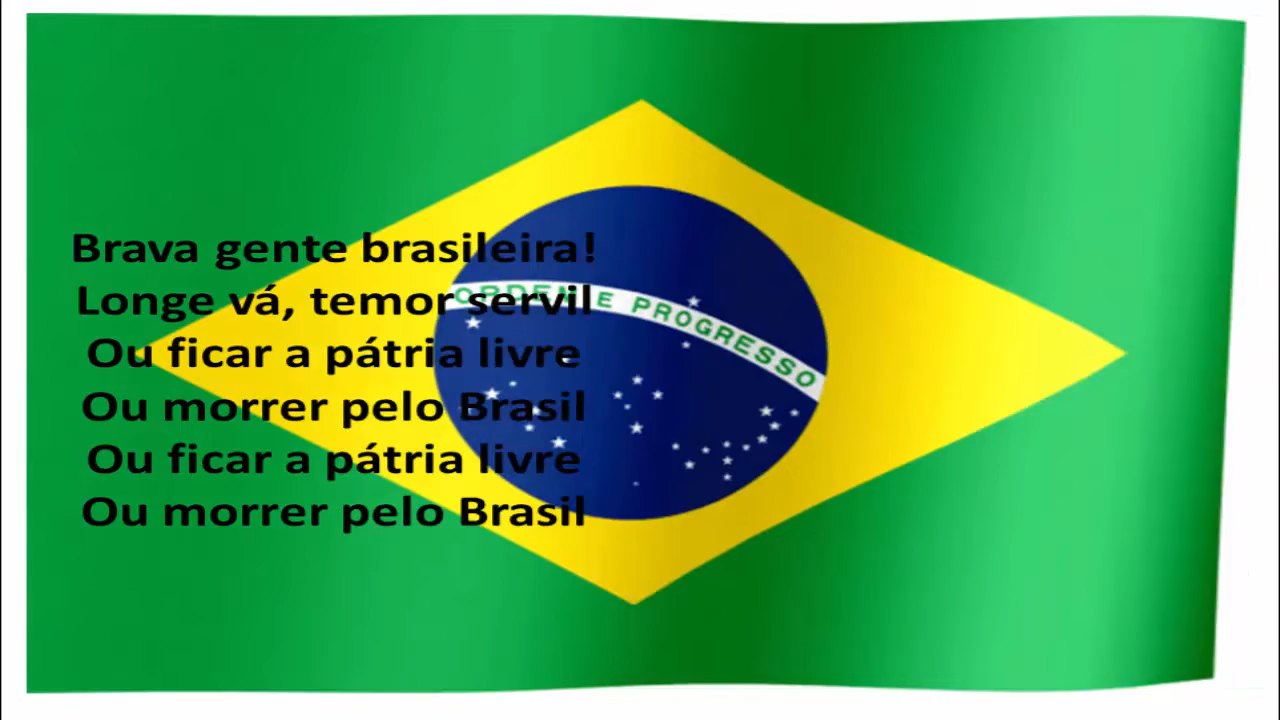 Brava gente brasileira!
Longe vá, temor servil
Ou ficar a pátria livre
Ou morrer pelo Brasil
Ou ficar a pátria livre
Ou morrer pelo Brasil
ORDEM E PROGRESSO